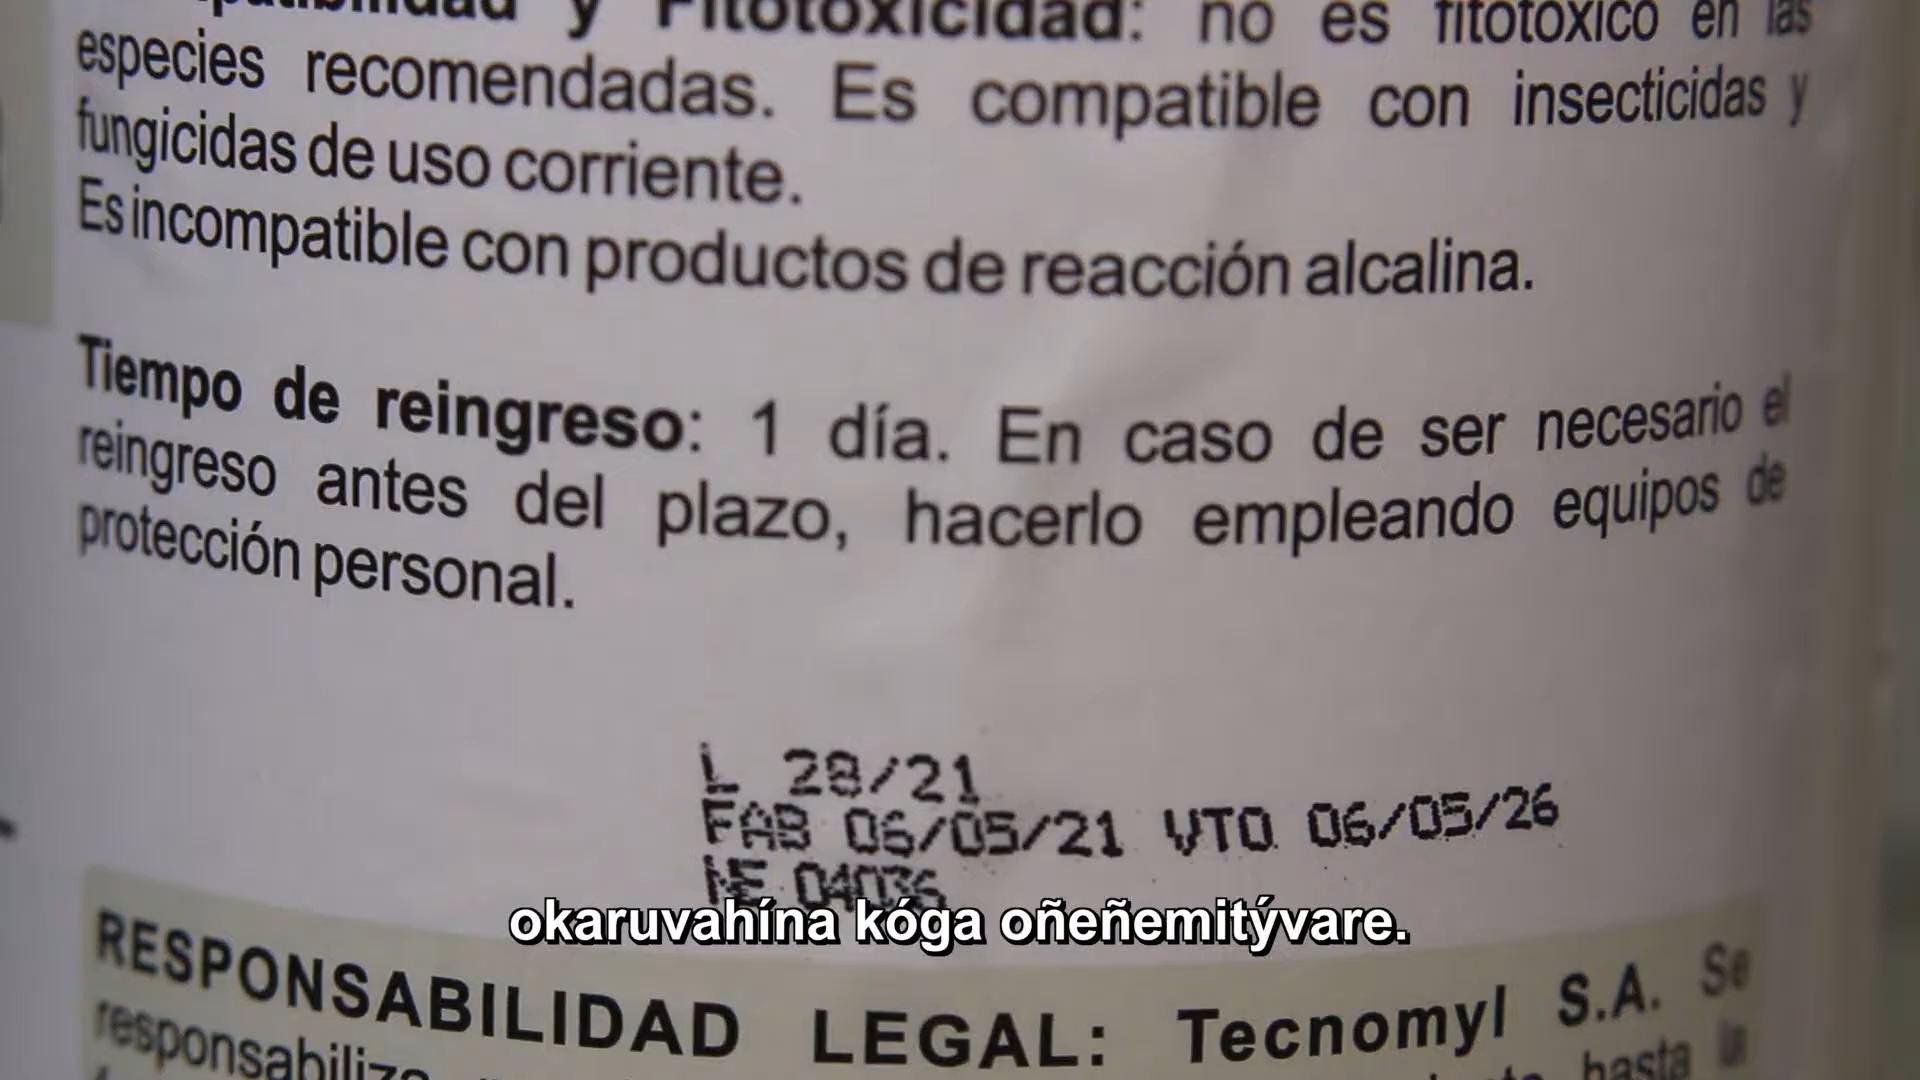 y Fitotoxicidad: no es fitotóxico en las
especies recomendadas. Es compatible con insecticidas y
fungicidas de uso corriente.
Es incompatible con productos de reacción alcalina.
Tiempo de reingreso: 1 día. En caso de ser necesario el
reingreso antes del plazo, hacerlo empleando equipos de
protección personal.
L 28/21
FAB 06/05/21 VTO 06/05/26
NE 04036
okaruvahína kóga oñeñemitývare.
RESPONSABILIDAD LEGAL: Tecnomyl S.A. Se
hasta la